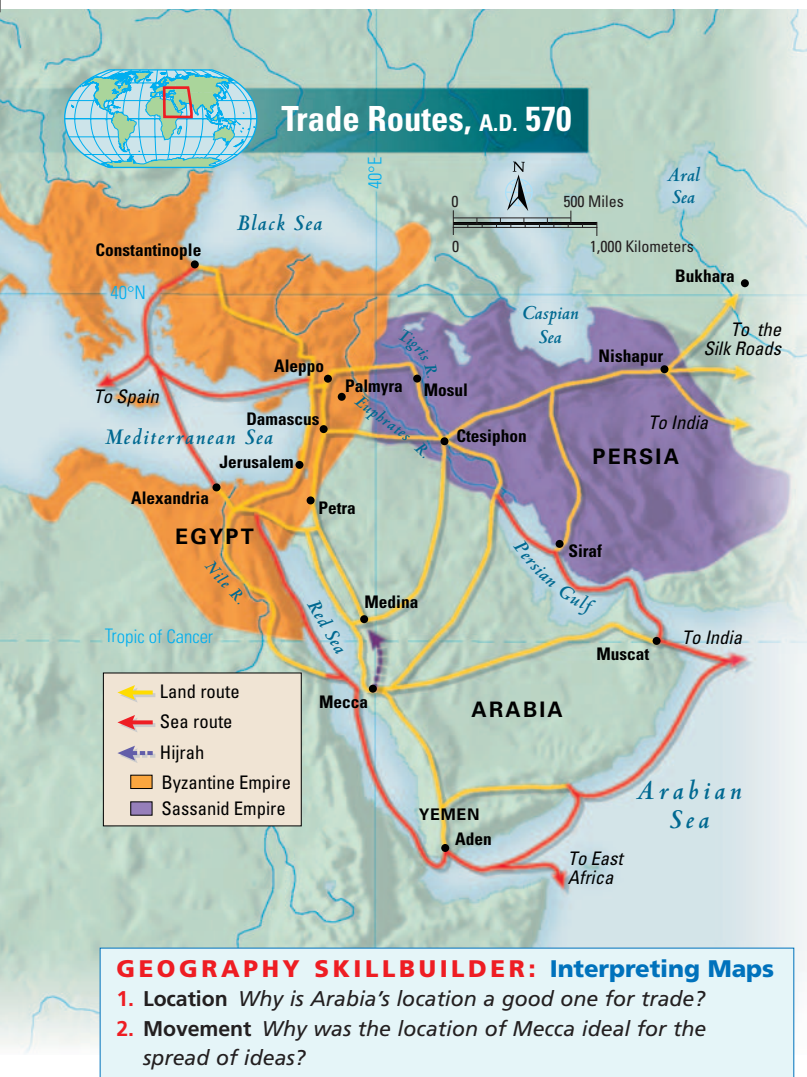 Trade Routes, A.D. 570
40°E
N
0 500 Miles
0 1,000 Kilometers
Aral
Sea
Black Sea
Constantinople
40°N
Bukhara
Caspian
Sea
To the
Silk Roads
Nishapur
Tigris R.
Aleppo
Palmyra
Mosul
To Spain
To India
Damascus
Euphrates R.
Ctesiphon
Mediterranean Sea
PERSIA
Jerusalem
Alexandria
Petra
EGYPT
Siraf
Persian Gulf
Nile R.
Medina
Red Sea
Tropic of Cancer
To India
Muscat
Mecca
ARABIA
Land route
Sea route
Hijrah
Byzantine Empire
Sassanid Empire
Arabian
Sea
YEMEN
Aden
To East
Africa
GEOGRAPHY SKILLBUILDER: Interpreting Maps
1. Location Why is Arabia's location a good one for trade?
2. Movement Why was the location of Mecca ideal for the
spread of ideas?